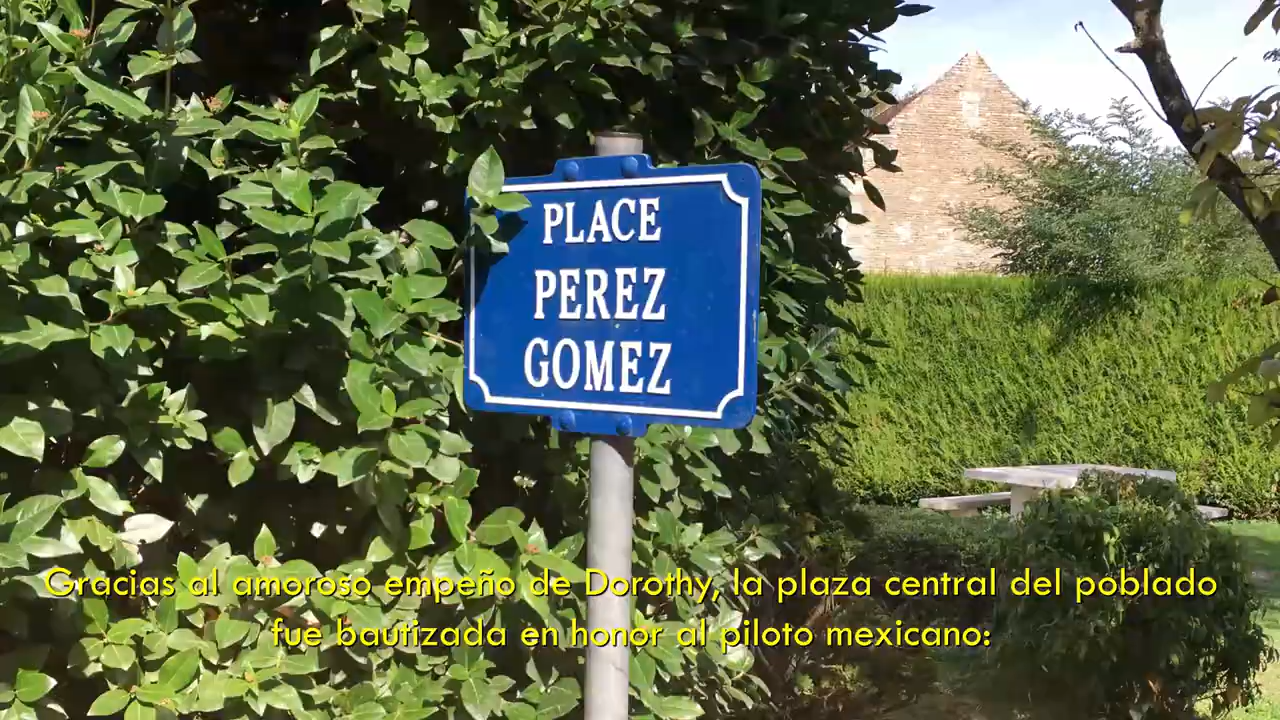 PLACE
PEREZ
GOMEZ
Gracias al amoroso empeño de Dorothy, la plaza central del poblado
fue bautizada en honor al piloto mexicano: